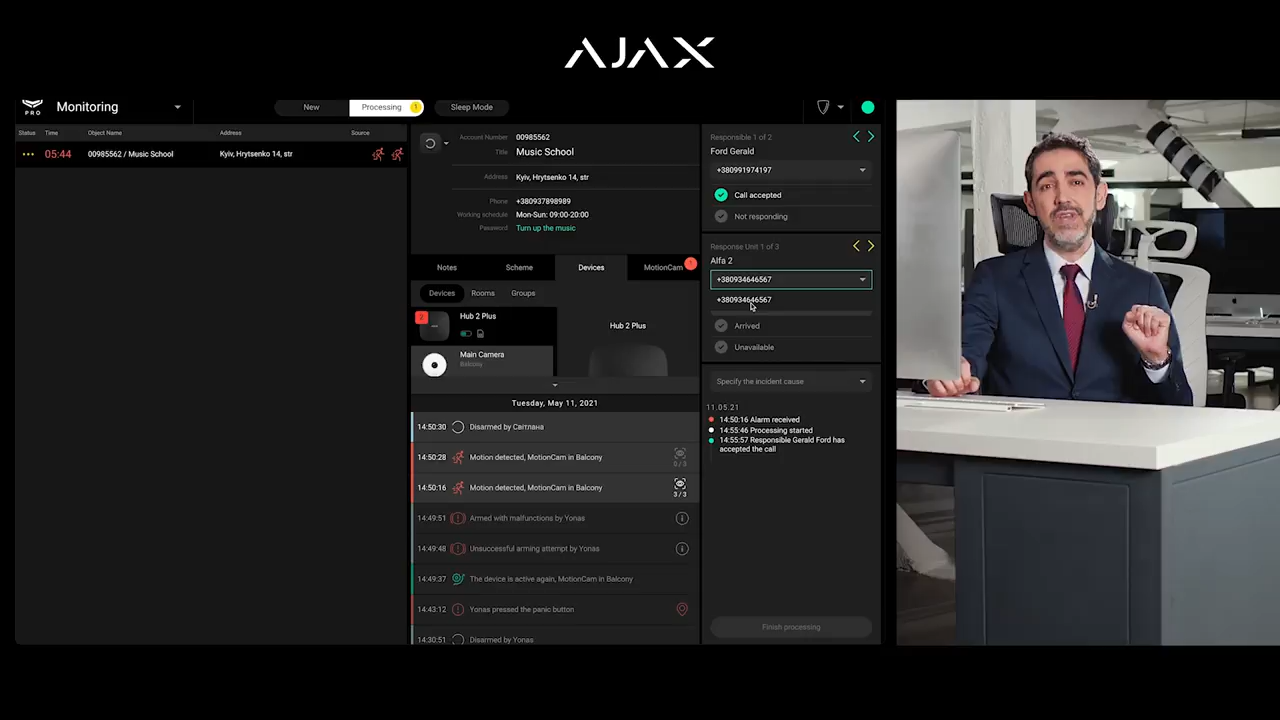 AJAX
PRO
Monitoring
New
Processing 1
Sleep Mode
Status Time Object Name Address Source
05:44 00985562 / Music School Kyiv, Hrytsenko 14, str
Account Number 00985562
Title Music School
Address Kyiv, Hrytsenko 14, str
Phone +380937898989
Working schedule Mon-Sun: 09:00-20:00
Password Turn up the music
Notes Scheme Devices MotionCam 1
Devices Rooms Groups
2 Hub 2 Plus
Main Camera
Balcony
Hub 2 Plus
Tuesday, May 11, 2021
14:50:30 Disarmed by Світлана
14:50:28 Motion detected, MotionCam in Balcony 0 / 3
14:50:16 Motion detected, MotionCam in Balcony 3 / 3
14:49:51 Armed with malfunctions by Yonas
14:49:48 Unsuccessful arming attempt by Yonas
14:49:37 The device is active again, MotionCam in Balcony
14:43:12 Yonas pressed the panic button
14:30:51 Disarmed by Yonas
Responsible 1 of 2
Ford Gerald
+380991974197
Call accepted
Not responding
Response Unit 1 of 3
Alfa 2
+380934646567
+380934646567
Arrived
Unavailable
Specify the incident cause
11.05.21
14:50:16 Alarm received
14:55:46 Processing started
14:55:57 Responsible Gerald Ford has
accepted the call
Finish processing